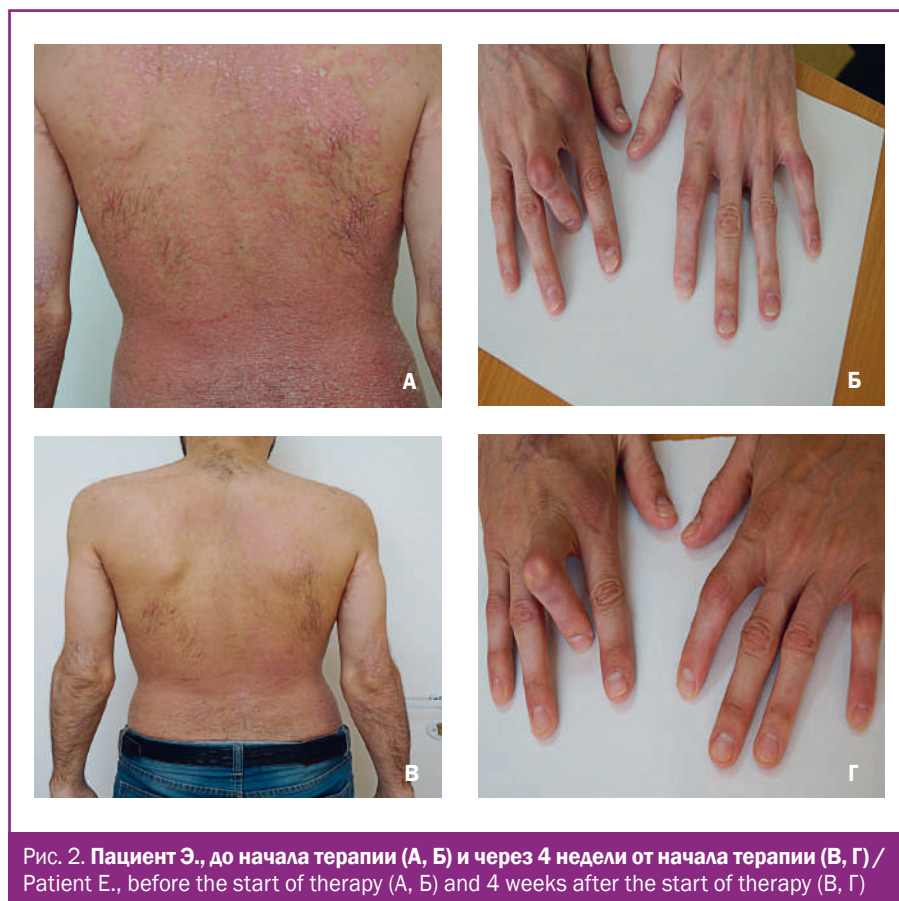 А
Б
В
Г
Рис. 2. Пациент Э., до начала терапии (А, Б) и через 4 недели от начала терапии (В, Г) /
Patient E., before the start of therapy (А, Б) and 4 weeks after the start of therapy (В, Г)